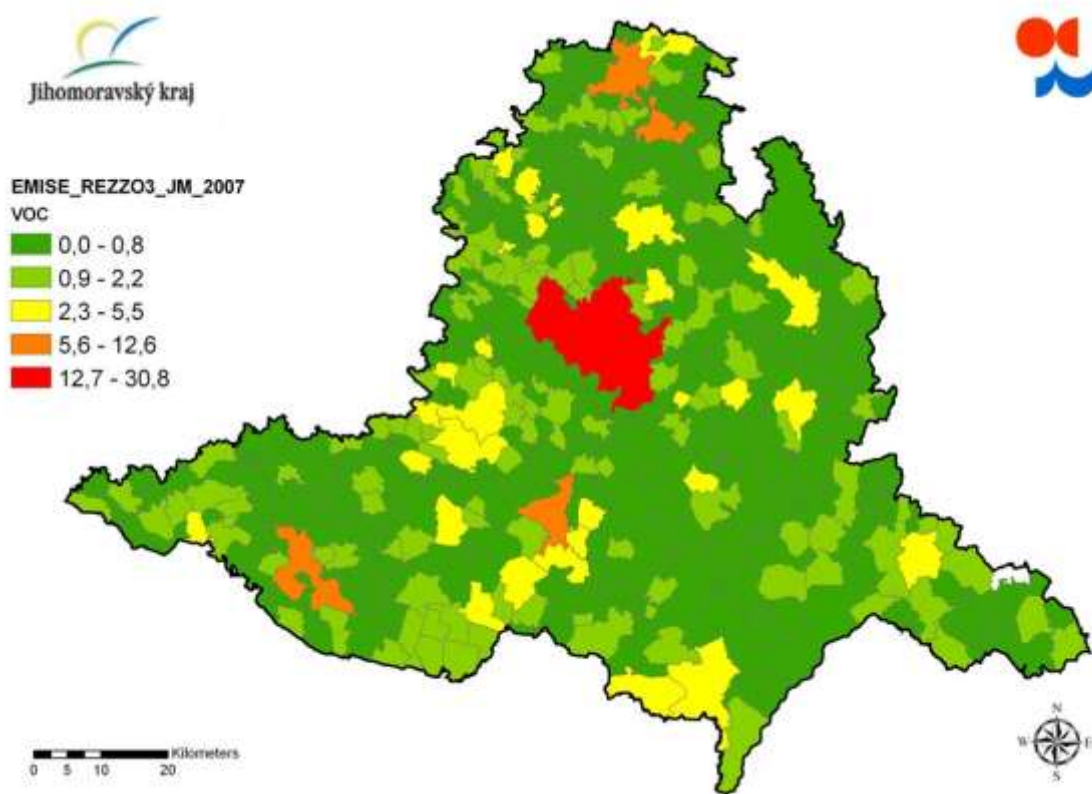 Jihomoravský kraj
EMISE_REZZO3_JM_2007
VOC
0,0 - 0,8
0,9 - 2,2
2,3 - 5,5
5,6 - 12,6
12,7 - 30,8
Kilometers
0 5 10 20
N
W E
S